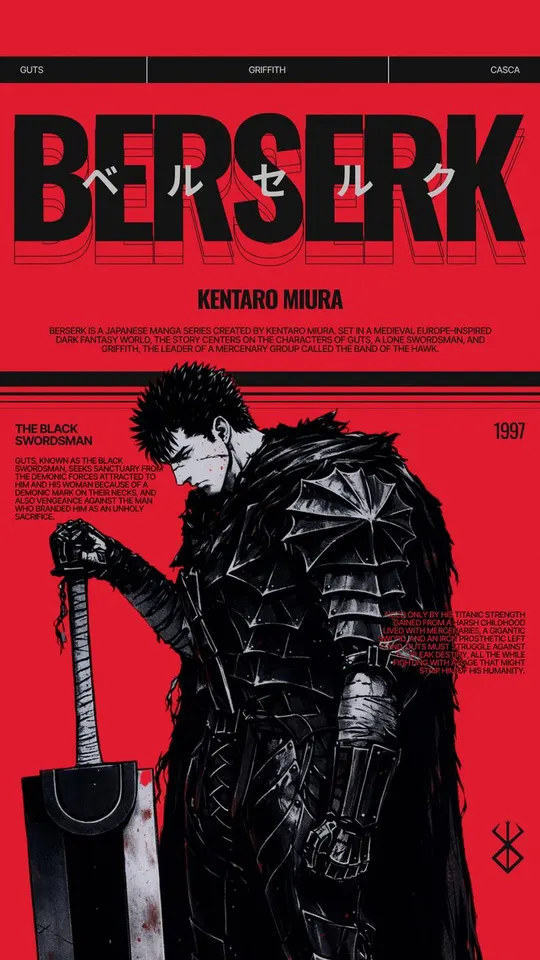 GUTS
GRIFFITH
CASCA
BERSERK
ベルセルク
KENTARO MIURA
BERSERK IS A JAPANESE MANGA SERIES CREATED BY KENTARO MIURA. SET IN A MEDIEVAL EUROPE-INSPIRED
DARK FANTASY WORLD, THE STORY CENTERS ON THE CHARACTERS OF GUTS, A LONE SWORDSMAN, AND
GRIFFITH, THE LEADER OF A MERCENARY GROUP CALLED THE BAND OF THE HAWK.
THE BLACK
SWORDSMAN
1997
GUTS, KNOWN AS THE BLACK
SWORDSMAN, SEEKS SANCTUARY FROM
THE DEMONIC FORCES ATTRACTED TO
HIM AND HIS WOMAN BECAUSE OF A
DEMONIC MARK ON THEIR NECKS, AND
ALSO VENGEANCE AGAINST THE MAN
WHO BRANDED HIM AS AN UNHOLY
SACRIFICE.
ONLY BY HIS TITANIC STRENGTH
GAINED FROM A HARSH CHILDHOOD
LIVED WITH MERCENARIES, A GIGANTIC
AND AN IRON PROSTHETIC LEFT
GUTS MUST STRUGGLE AGAINST
BLEAK DESTINY, ALL THE WHILE
FIGHTING WITH A RAGE THAT MIGHT
STRIP HIM OF HIS HUMANITY.